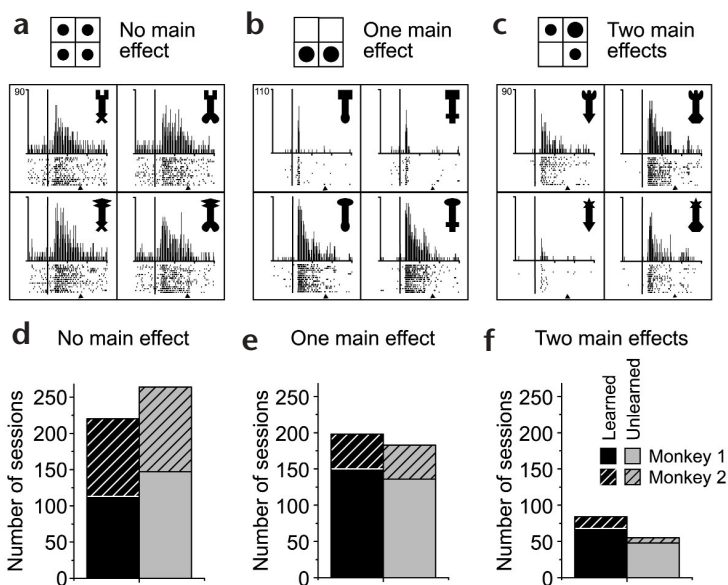 a No main effect
b One main effect
c Two main effects
90
110
90
d No main effect
e One main effect
f Two main effects
Number of sessions
250
200
150
100
50
0
Number of sessions
250
200
150
100
50
0
Number of sessions
250
200
150
100
50
0
Learned
Unlearned
Monkey 1
Monkey 2